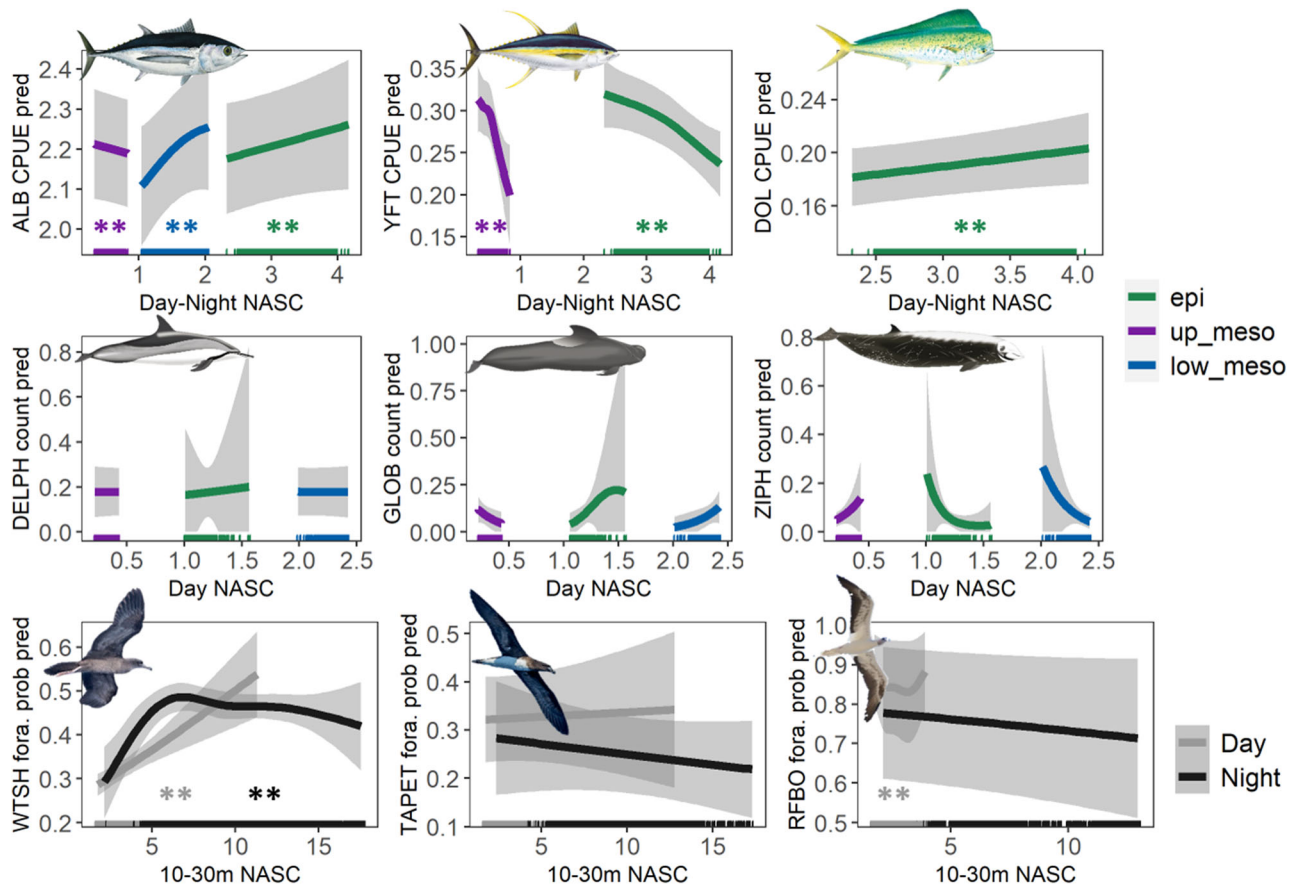 ALB CPUE pred
2.4
2.3
2.2
2.1
2.0
** ** **
1 2 3 4
Day-Night NASC
YFT CPUE pred
0.35
0.30
0.25
0.20
0.15
** **
1 2 3 4
Day-Night NASC
DOL CPUE pred
0.24
0.20
0.16
**
2.5 3.0 3.5 4.0
Day-Night NASC
epi
up_meso
low_meso
DELPH count pred
0.8
0.6
0.4
0.2
0.0
0.5 1.0 1.5 2.0 2.5
Day NASC
GLOB count pred
1.00
0.75
0.50
0.25
0.00
0.5 1.0 1.5 2.0 2.5
Day NASC
ZIPH count pred
0.8
0.6
0.4
0.2
0.0
0.5 1.0 1.5 2.0 2.5
Day NASC
WTSH fora. prob pred
0.6
0.5
0.4
0.3
0.2
** **
5 10 15
10-30m NASC
TAPET fora. prob pred
0.5
0.4
0.3
0.2
0.1
5 10 15
10-30m NASC
RFBO fora. prob pred
1.0
0.9
0.8
0.7
0.6
0.5
**
5 10
10-30m NASC
Day
Night